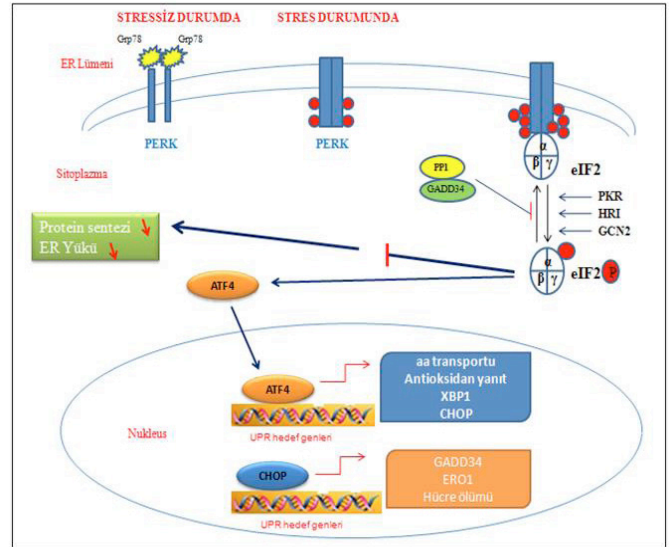 STRESSİZ DURUMDA
STRES DURUMUNDA
Grp78
Grp78
ER Lümeni
PERK
PERK
Sitoplazma
α
β
γ
eIF2
PP1
GADD34
PKR
HRI
GCN2
Protein sentezi
ER Yükü
α
β
γ
eIF2
P
ATF4
ATF4
UPR hedef genleri
aa transportu
Antioksidan yanıt
XBP1
CHOP
Nukleus
CHOP
UPR hedef genleri
GADD34
ERO1
Hücre ölümü